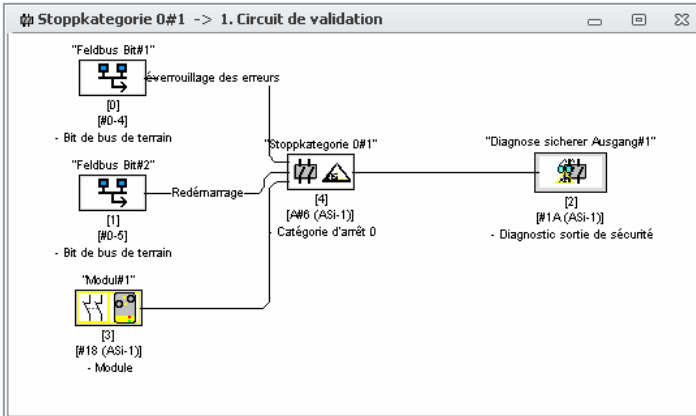 Stoppkategorie 0#1 -> 1. Circuit de validation
"Feldbus Bit#1"
éverrouillage des erreurs
[0]
[#0-4]
- Bit de bus de terrain
"Feldbus Bit#2"
Redémarrage
[1]
[#0-5]
- Bit de bus de terrain
"Stoppkategorie 0#1"
[4]
[A#6 (ASi-1)]
- Catégorie d'arrêt 0
"Diagnose sicherer Ausgang#1"
[2]
[#1A (ASi-1)]
- Diagnostic sortie de sécurité
"Modul#1"
[3]
[#18 (ASi-1)]
- Module